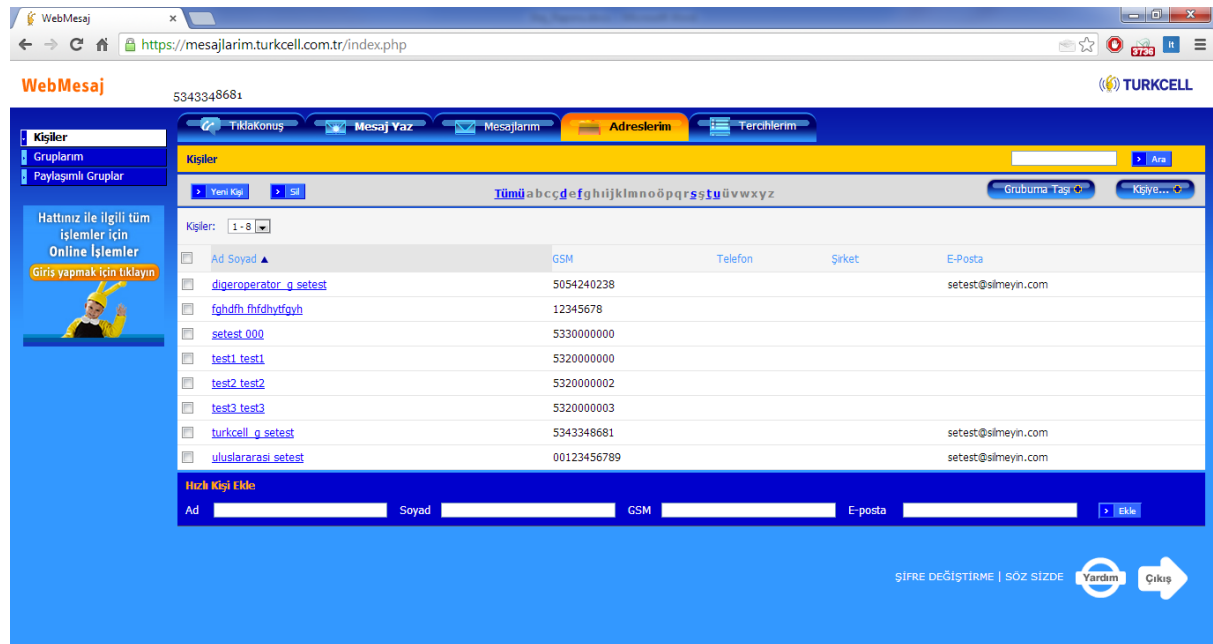 WebMesaj
https://mesajlarim.turkcell.com.tr/index.php
3736
It
WebMesaj
5343348681
TURKCELL
TıklaKonuş Mesaj Yaz Mesajlarım Adreslerim Tercihlerim
Kişiler
Gruplarım
Paylaşımlı Gruplar
Kişiler
Ara
Yeni Kişi Sil
Tümü a b c ç d e f g h ı i j k l m n o ö p q r s ş t u ü v w x y z
Grubuma Taşı
Kişiye...
Hattınız ile ilgili tüm
işlemler için
Online İşlemler
Giriş yapmak için tıklayın
Kişiler: 1 - 8
Ad Soyad ▲ GSM Telefon Şirket E-Posta
digeroperator_g setest 5054240238 setest@silmeyin.com
fghdfh fhfdhytfgyh 12345678
setest 000 5330000000
test1 test1 5320000000
test2 test2 5320000002
test3 test3 5320000003
turkcell_g setest 5343348681 setest@silmeyin.com
uluslararasi setest 00123456789 setest@silmeyin.com
Hızlı Kişi Ekle
Ad Soyad GSM E-posta Ekle
ŞİFRE DEĞİŞTİRME | SÖZ SİZDE Yardım Çıkış